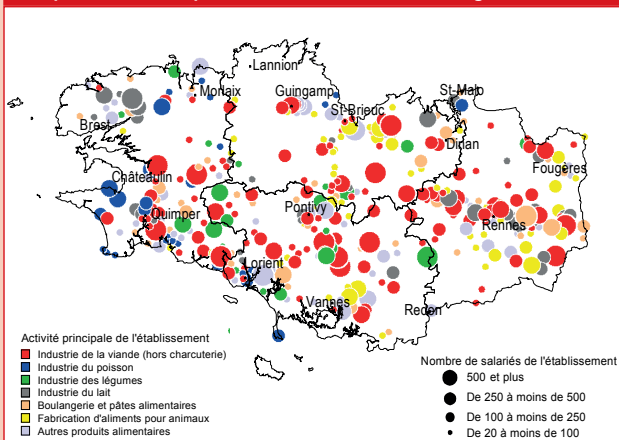 Lannion
Morlaix
Guingamp
St-Malo
St-Brieuc
Brest
Dinan
Fougères
Châteaulin
Pontivy
Quimper
Rennes
Lorient
Vannes
Redon
Activité principale de l'établissement
Industrie de la viande (hors charcuterie)
Industrie du poisson
Industrie des légumes
Industrie du lait
Boulangerie et pâtes alimentaires
Fabrication d'aliments pour animaux
Autres produits alimentaires
Nombre de salariés de l'établissement
500 et plus
De 250 à moins de 500
De 100 à moins de 250
De 20 à moins de 100